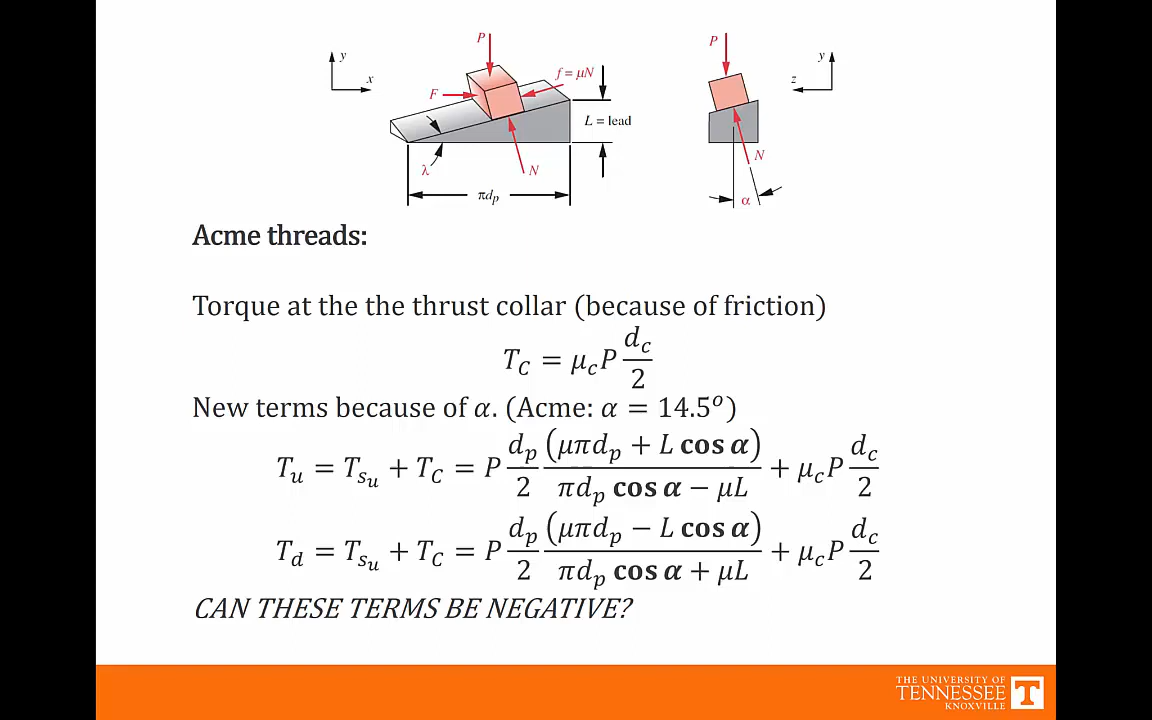 P
y
x
F
f = μN
L = lead
λ
N
πdp
P
y
z
N
α
Acme threads:
Torque at the the thrust collar (because of friction)
T_C = μ_c P d_c/2
New terms because of α. (Acme: α = 14.5°)
T_u = T_{s_u} + T_C = P d_p/2 (μπd_p + L cos α)/(πd_p cos α − μL) + μ_c P d_c/2
T_d = T_{s_u} + T_C = P d_p/2 (μπd_p − L cos α)/(πd_p cos α + μL) + μ_c P d_c/2
CAN THESE TERMS BE NEGATIVE?
THE UNIVERSITY OF
TENNESSEE
KNOXVILLE
T